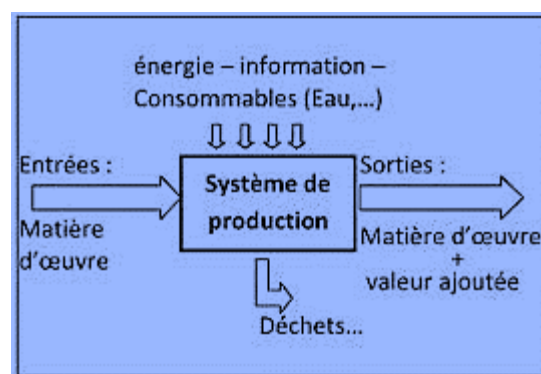 énergie – information –
Consommables (Eau,...)
Entrées :
Matière
d'œuvre
Système de
production
Sorties :
Matière d'œuvre
+
valeur ajoutée
Déchets...